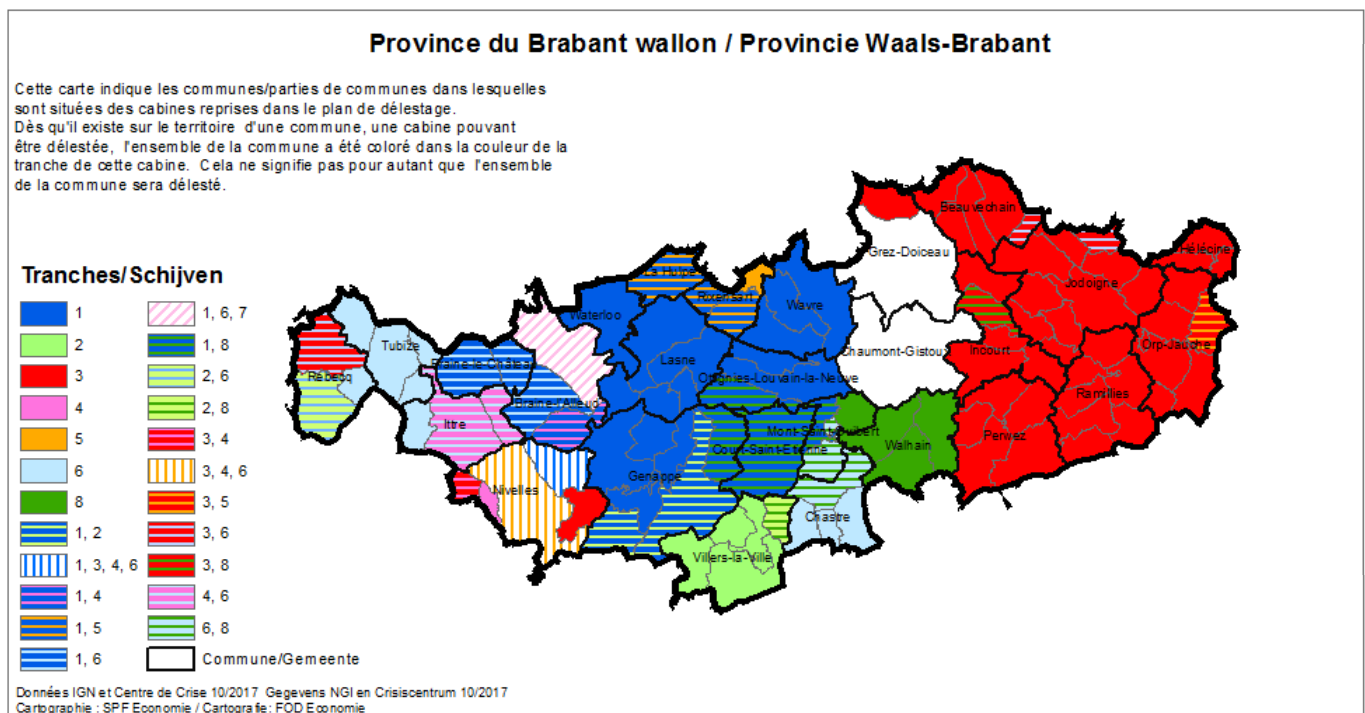 Province du Brabant wallon / Provincie Waals-Brabant
Cette carte indique les communes/parties de communes dans lesquelles
sont situées des cabines reprises dans le plan de délestage.
Dès qu'il existe sur le territoire d'une commune, une cabine pouvant
être délestée, l'ensemble de la commune a été coloré dans la couleur de la
tranche de cette cabine. Cela ne signifie pas pour autant que l'ensemble
de la commune sera délesté.
Tranches/Schijven
1
2
3
4
5
6
8
1, 2
1, 3, 4, 6
1, 4
1, 5
1, 6
1, 6, 7
1, 8
2, 6
2, 8
3, 4
3, 4, 6
3, 5
3, 6
3, 8
4, 6
6, 8
Commune/Gemeente
Beauvechain
Grez-Doiceau
Hélécine
La Hulpe
Jodoigne
Rixensart
Wavre
Waterloo
Tubize
Orp-Jauche
Chaumont-Gistoux
Incourt
Braine-le-Château
Lasne
Rebecq
Ottignies-Louvain-la-Neuve
Ramillies
Braine-l'Alleud
Ittre
Mont-Saint-Guibert
Perwez
Walhain
Court-Saint-Etienne
Genappe
Nivelles
Chastre
Villers-la-Ville
Données IGN et Centre de Crise 10/2017 Gegevens NGI en Crisiscentrum 10/2017
Cartographie : SPF Economie / Cartografie: FOD Economie